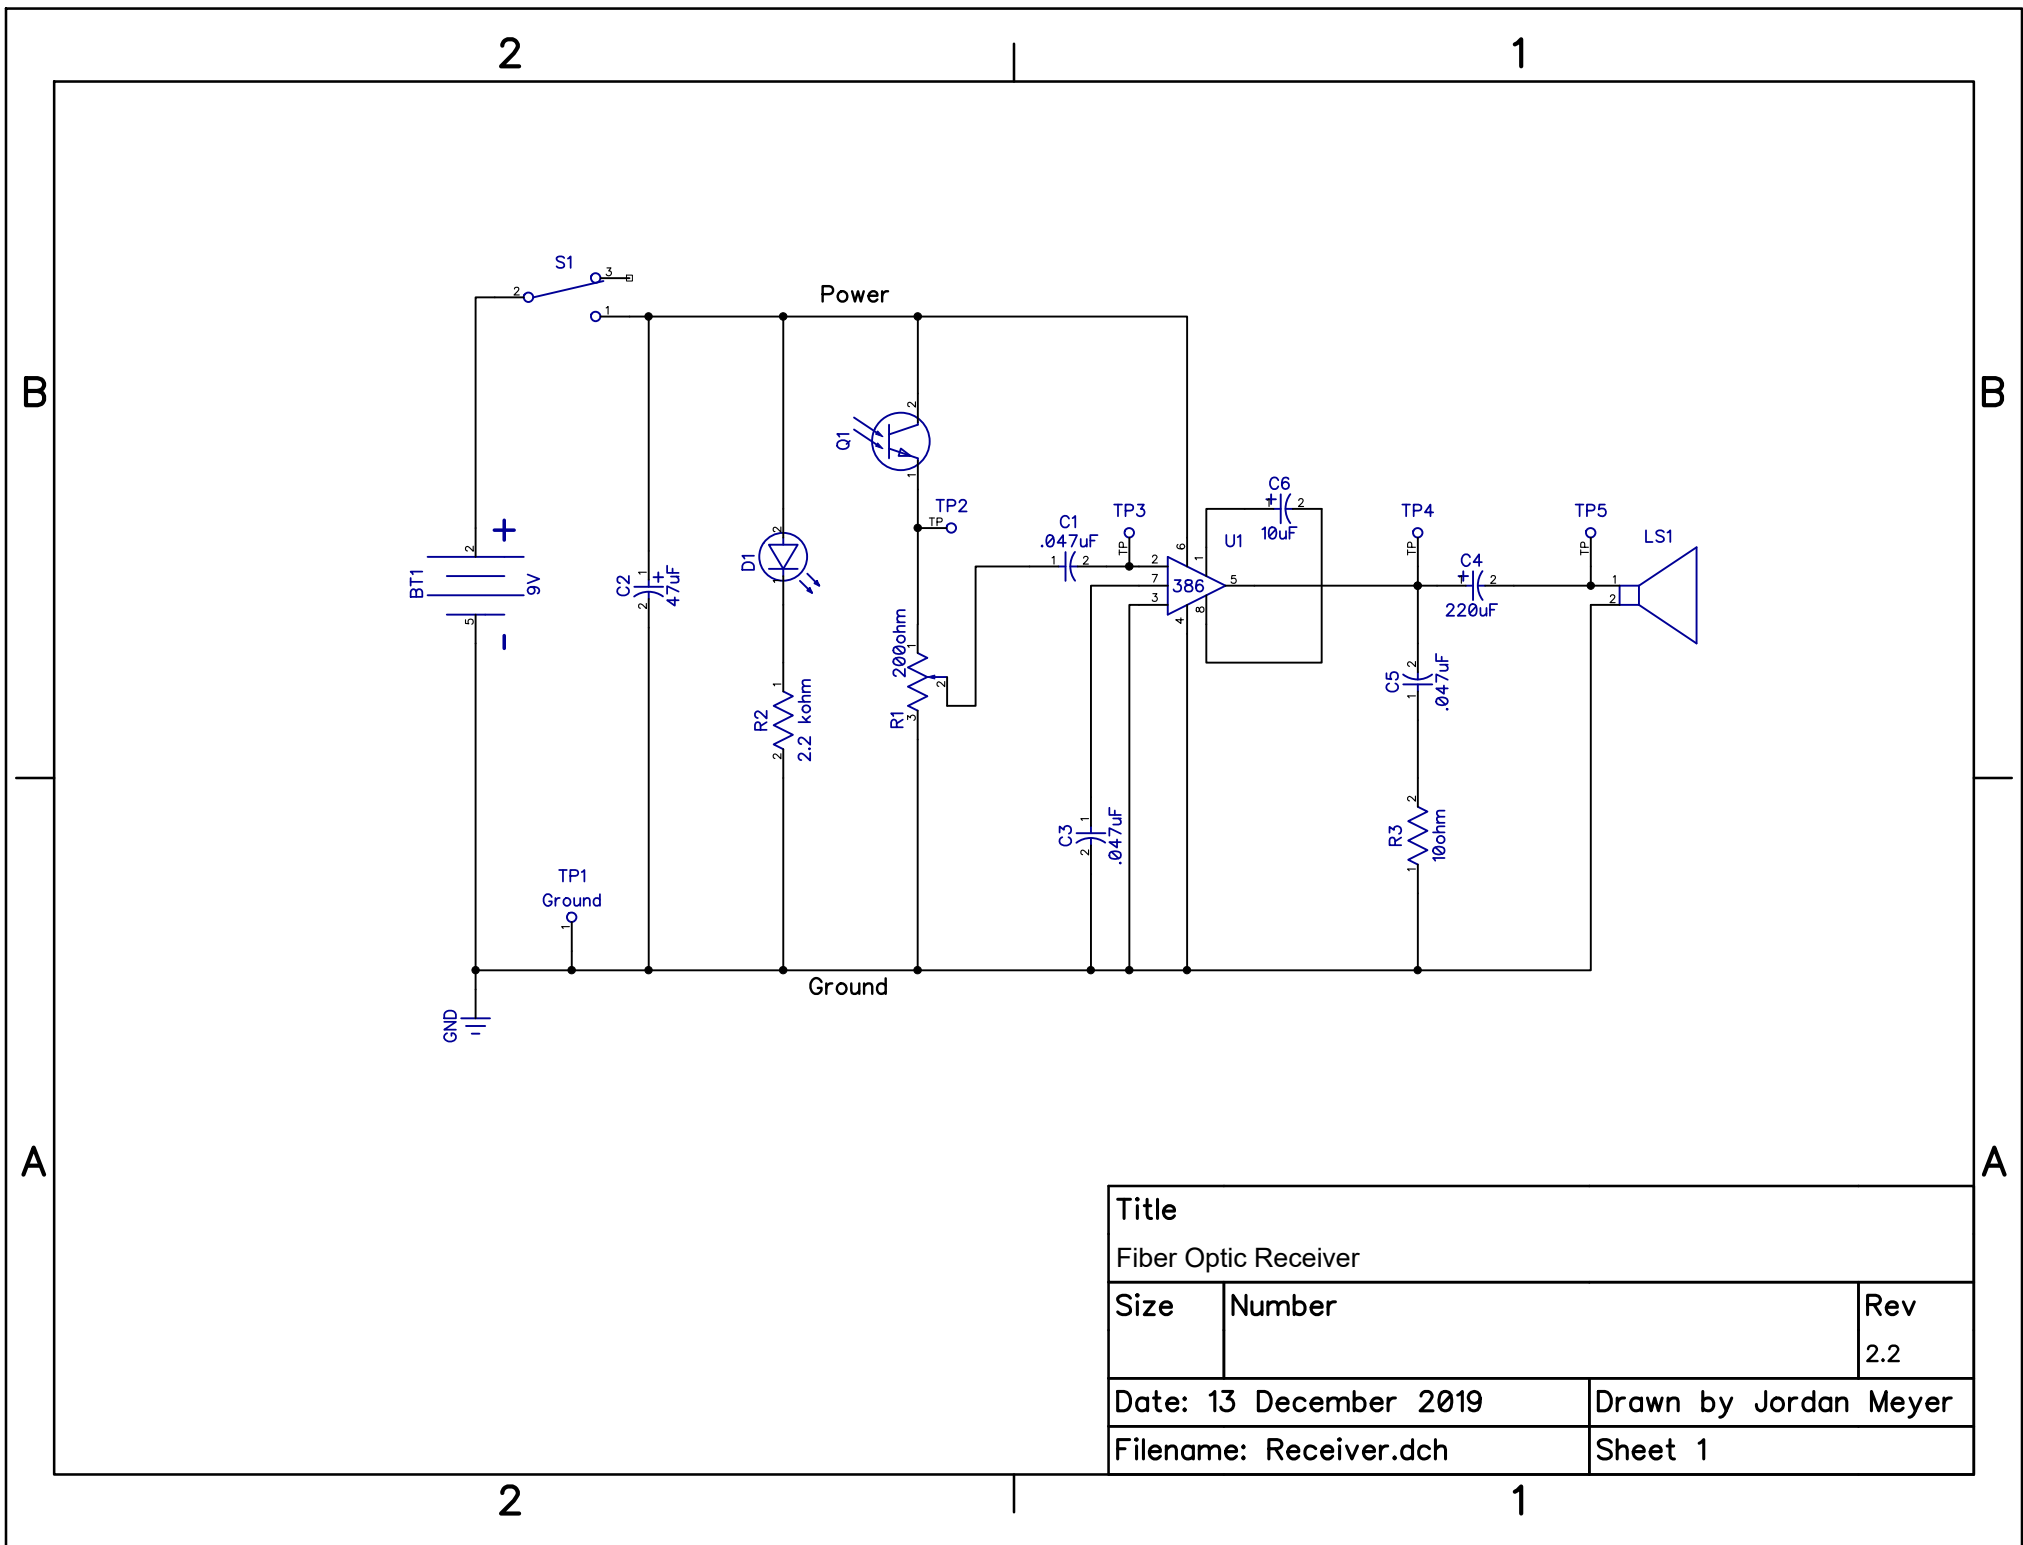 2 1
B B
S1
2
3
1
Power
Q1
2
1
TP2
TP
BT1
2
+
9V
5
-
C2
1
+
47uF
2
D1
2
1
R2
1
2.2 kohm
2
200ohm
1
R1
2
3
C1
.047uF
1 2
TP3
TP
U1
386
2
7
3
6
4
1
8
5
C6
+
1 2
10uF
TP4
TP
C4
+
1 2
220uF
TP5
TP
LS1
1
2
C5
2
.047uF
1
R3
2
10ohm
1
C3
1
.047uF
2
TP1
Ground
1
Ground
GND
A A
Title
Fiber Optic Receiver
Size Number Rev
2.2
Date: 13 December 2019 Drawn by Jordan Meyer
Filename: Receiver.dch Sheet 1
2 1